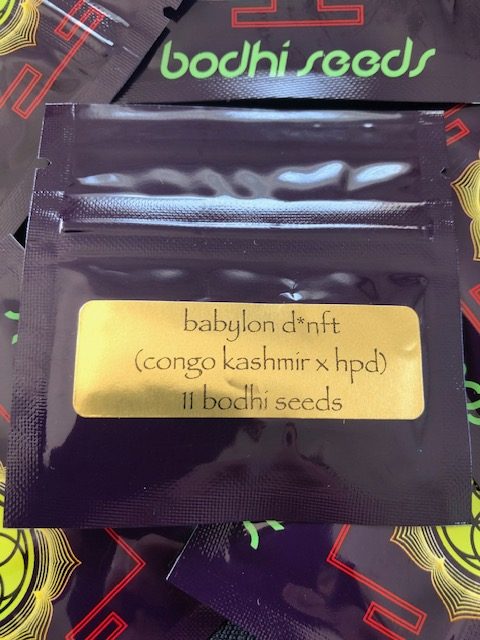 bodhi seeds
babylon d*nft
(congo kashmir x hpd)
11 bodhi seeds